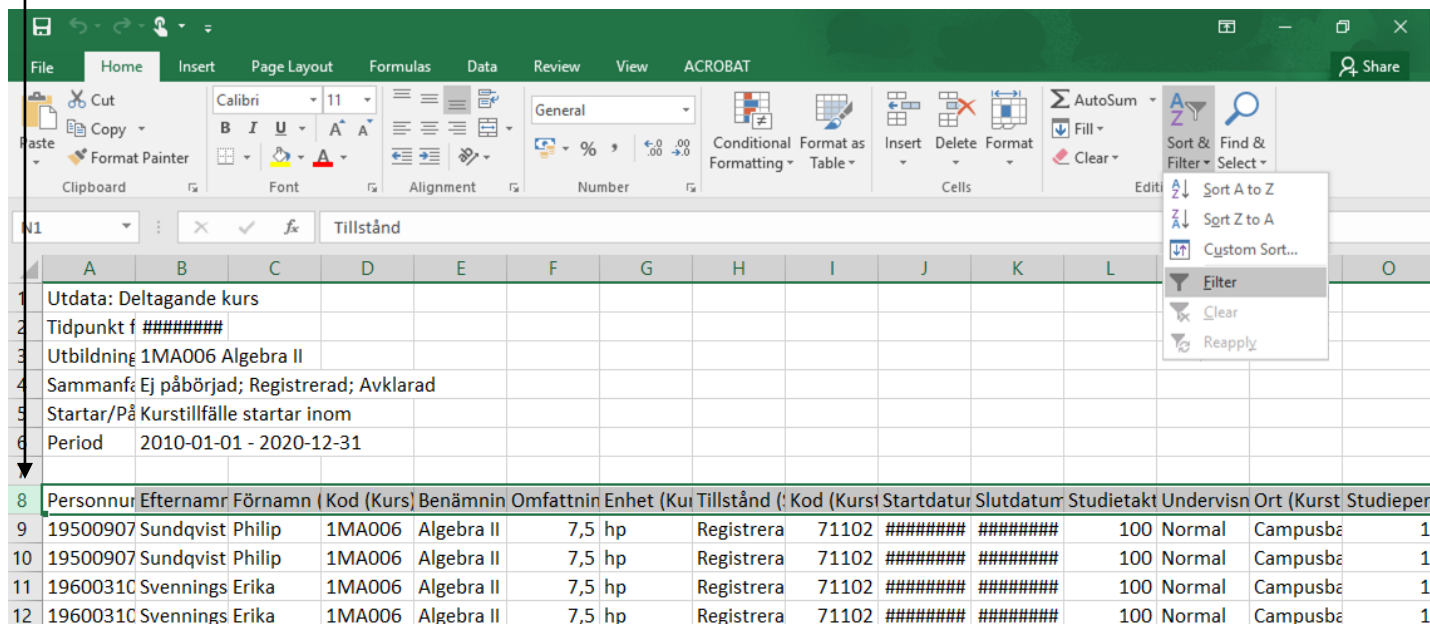 File Home Insert Page Layout Formulas Data Review View ACROBAT Share
Cut
Copy
Paste
Format Painter
Clipboard
Calibri 11
B I U A A
A
Font
Alignment
General
% , .00 .0
Number
Conditional Formatting
Format as Table
Insert Delete Format
Cells
AutoSum
Fill
Clear
Sort & Filter
Find & Select
Editi
Sort A to Z
Sort Z to A
Custom Sort...
Filter
Clear
Reapply
N1 fx Tillstånd
A B C D E F G H I J K L O
1 Utdata: Deltagande kurs
2 Tidpunkt f ########
3 Utbildning 1MA006 Algebra II
4 Sammanfa Ej påbörjad; Registrerad; Avklarad
5 Startar/På Kurstillfälle startar inom
6 Period 2010-01-01 - 2020-12-31
7
8 Personnur Efternamr Förnamn ( Kod (Kurs) Benämnin Omfattnin Enhet (Kur Tillstånd (S Kod (Kurst Startdatur Slutdatum Studietakt Undervisn Ort (Kurst Studieper
9 19500907 Sundqvist Philip 1MA006 Algebra II 7,5 hp Registrera 71102 ######## ######## 100 Normal Campusba 1
10 19500907 Sundqvist Philip 1MA006 Algebra II 7,5 hp Registrera 71102 ######## ######## 100 Normal Campusba 1
11 19600310 Svennings Erika 1MA006 Algebra II 7,5 hp Registrera 71102 ######## ######## 100 Normal Campusba 1
12 19600310 Svennings Erika 1MA006 Algebra II 7,5 hp Registrera 71102 ######## ######## 100 Normal Campusba 1